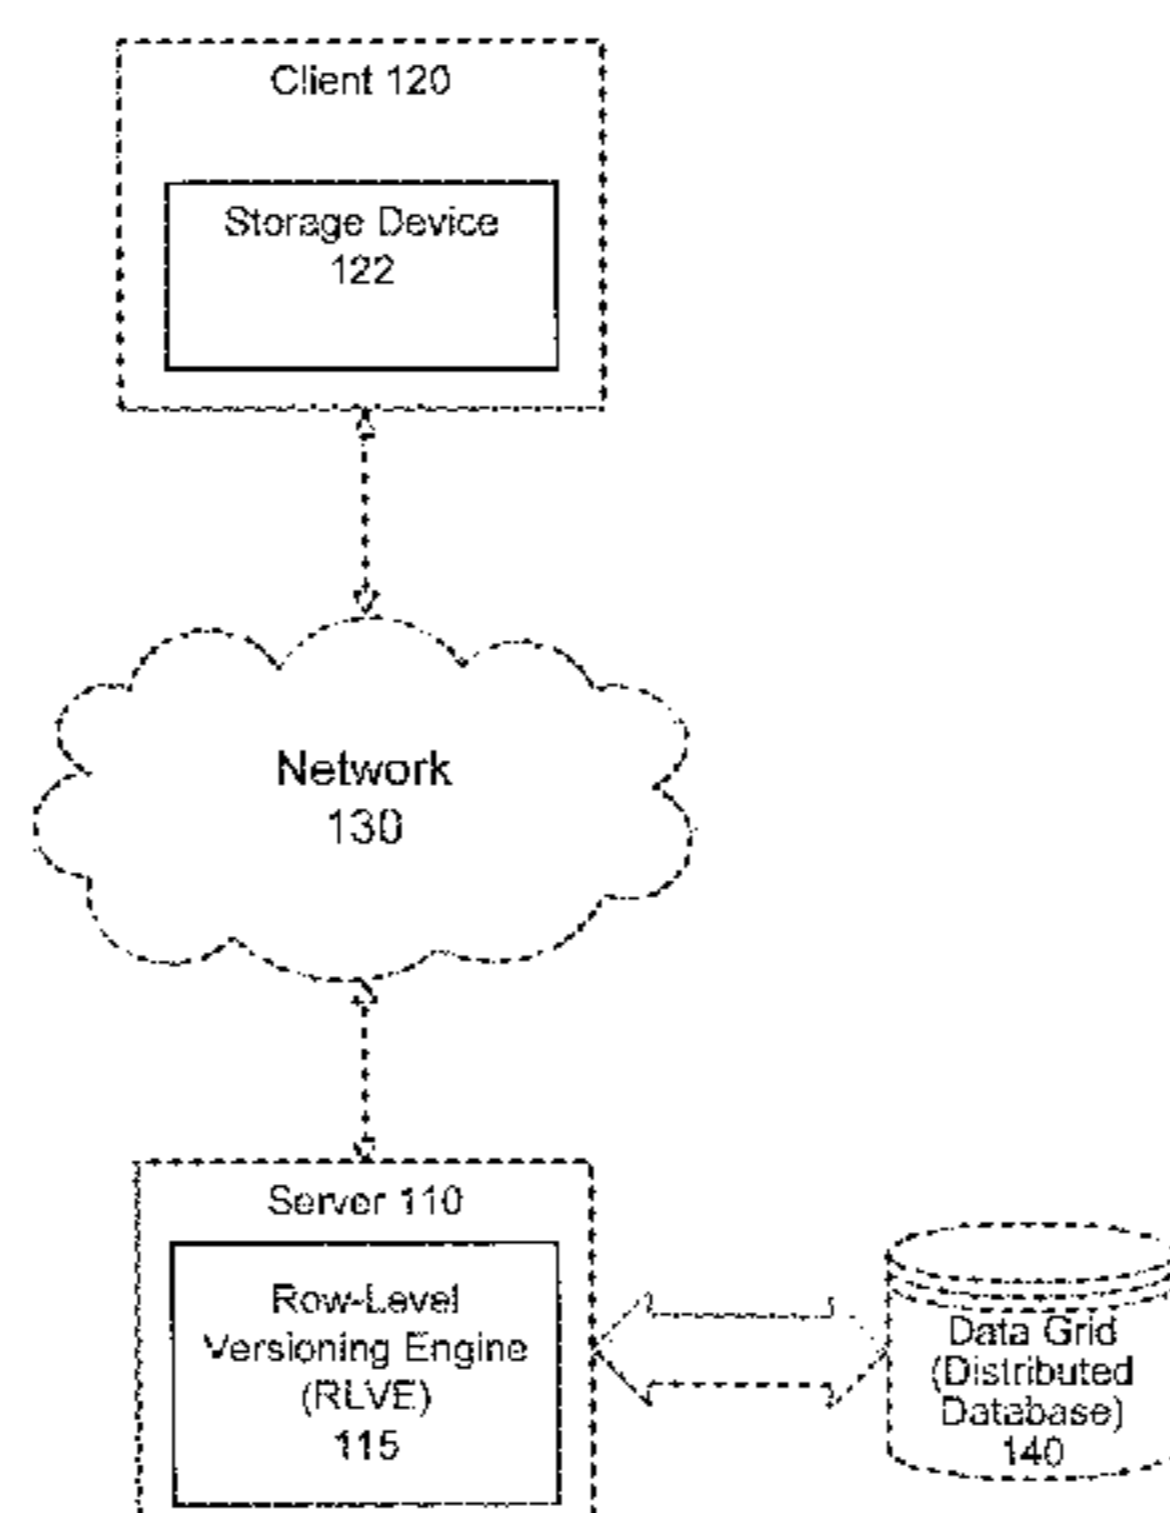 Client 120
Storage Device
122
Network
130
Server 110
Row-Level
Versioning Engine
(RLVE)
115
Data Grid
(Distributed
Database)
140